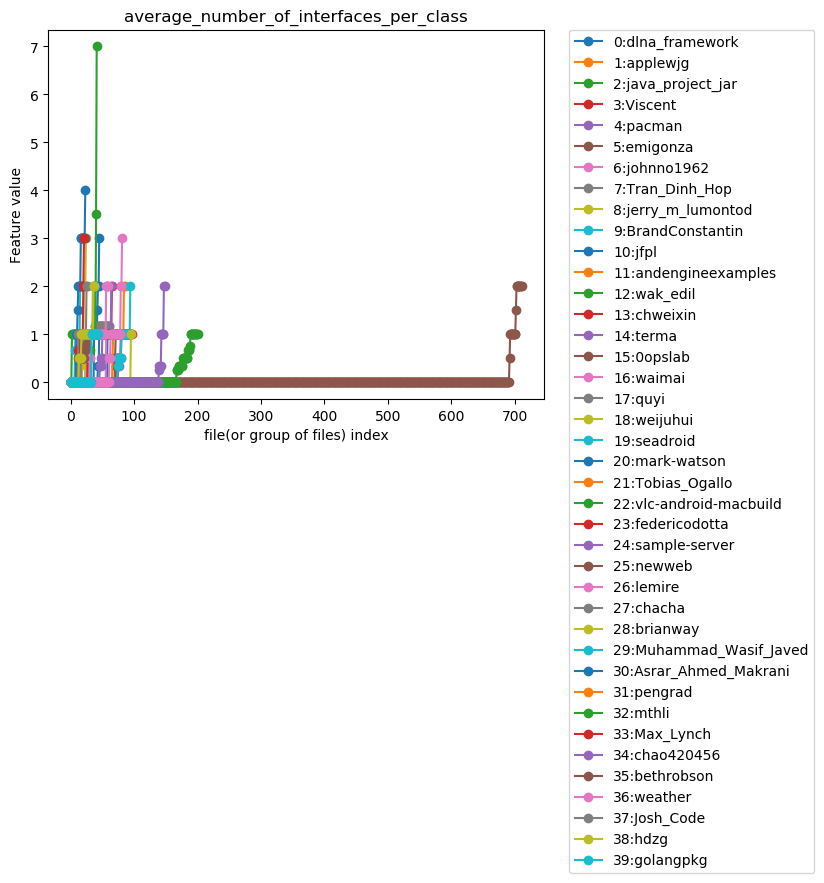 average_number_of_interfaces_per_class
Feature value
7
6
5
4
3
2
1
0
0
100
200
300
400
500
600
700
file(or group of files) index
0:dlna_framework
1:applewjg
2:java_project_jar
3:Viscent
4:pacman
5:emigonza
6:johnno1962
7:Tran_Dinh_Hop
8:jerry_m_lumontod
9:BrandConstantin
10:jfpl
11:andengineexamples
12:wak_edil
13:chweixin
14:terma
15:0opslab
16:waimai
17:quyi
18:weijuhui
19:seadroid
20:mark-watson
21:Tobias_Ogallo
22:vlc-android-macbuild
23:federicodotta
24:sample-server
25:newweb
26:lemire
27:chacha
28:brianway
29:Muhammad_Wasif_Javed
30:Asrar_Ahmed_Makrani
31:pengrad
32:mthli
33:Max_Lynch
34:chao420456
35:bethrobson
36:weather
37:Josh_Code
38:hdzg
39:golangpkg